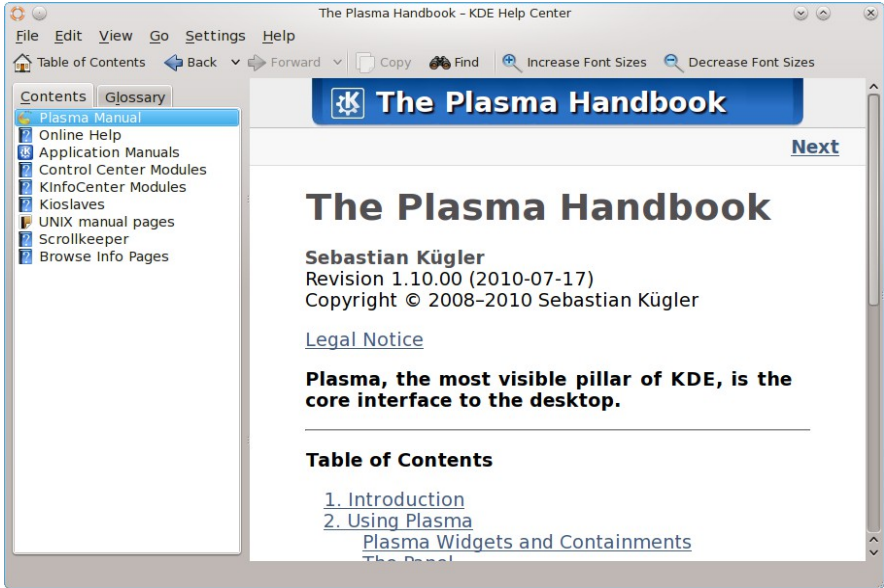 The Plasma Handbook – KDE Help Center
File Edit View Go Settings Help
Table of Contents Back Forward Copy Find Increase Font Sizes Decrease Font Sizes
Contents Glossary
Plasma Manual
Online Help
Application Manuals
Control Center Modules
KInfoCenter Modules
Kioslaves
UNIX manual pages
Scrollkeeper
Browse Info Pages
The Plasma Handbook
Next
The Plasma Handbook
Sebastian Kügler
Revision 1.10.00 (2010-07-17)
Copyright © 2008–2010 Sebastian Kügler
Legal Notice
Plasma, the most visible pillar of KDE, is the
core interface to the desktop.
Table of Contents
1. Introduction
2. Using Plasma
Plasma Widgets and Containments
The Panel